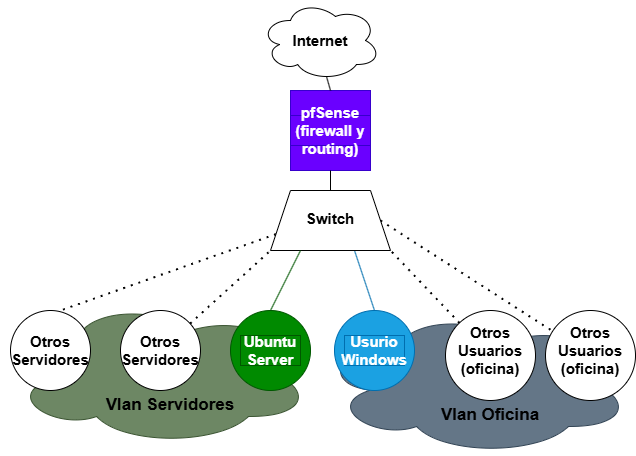 Internet
pfSense
(firewall y
routing)
Switch
Otros
Servidores
Otros
Servidores
Ubuntu
Server
Usurio
Windows
Otros
Usuarios
(oficina)
Otros
Usuarios
(oficina)
Vlan Servidores
Vlan Oficina